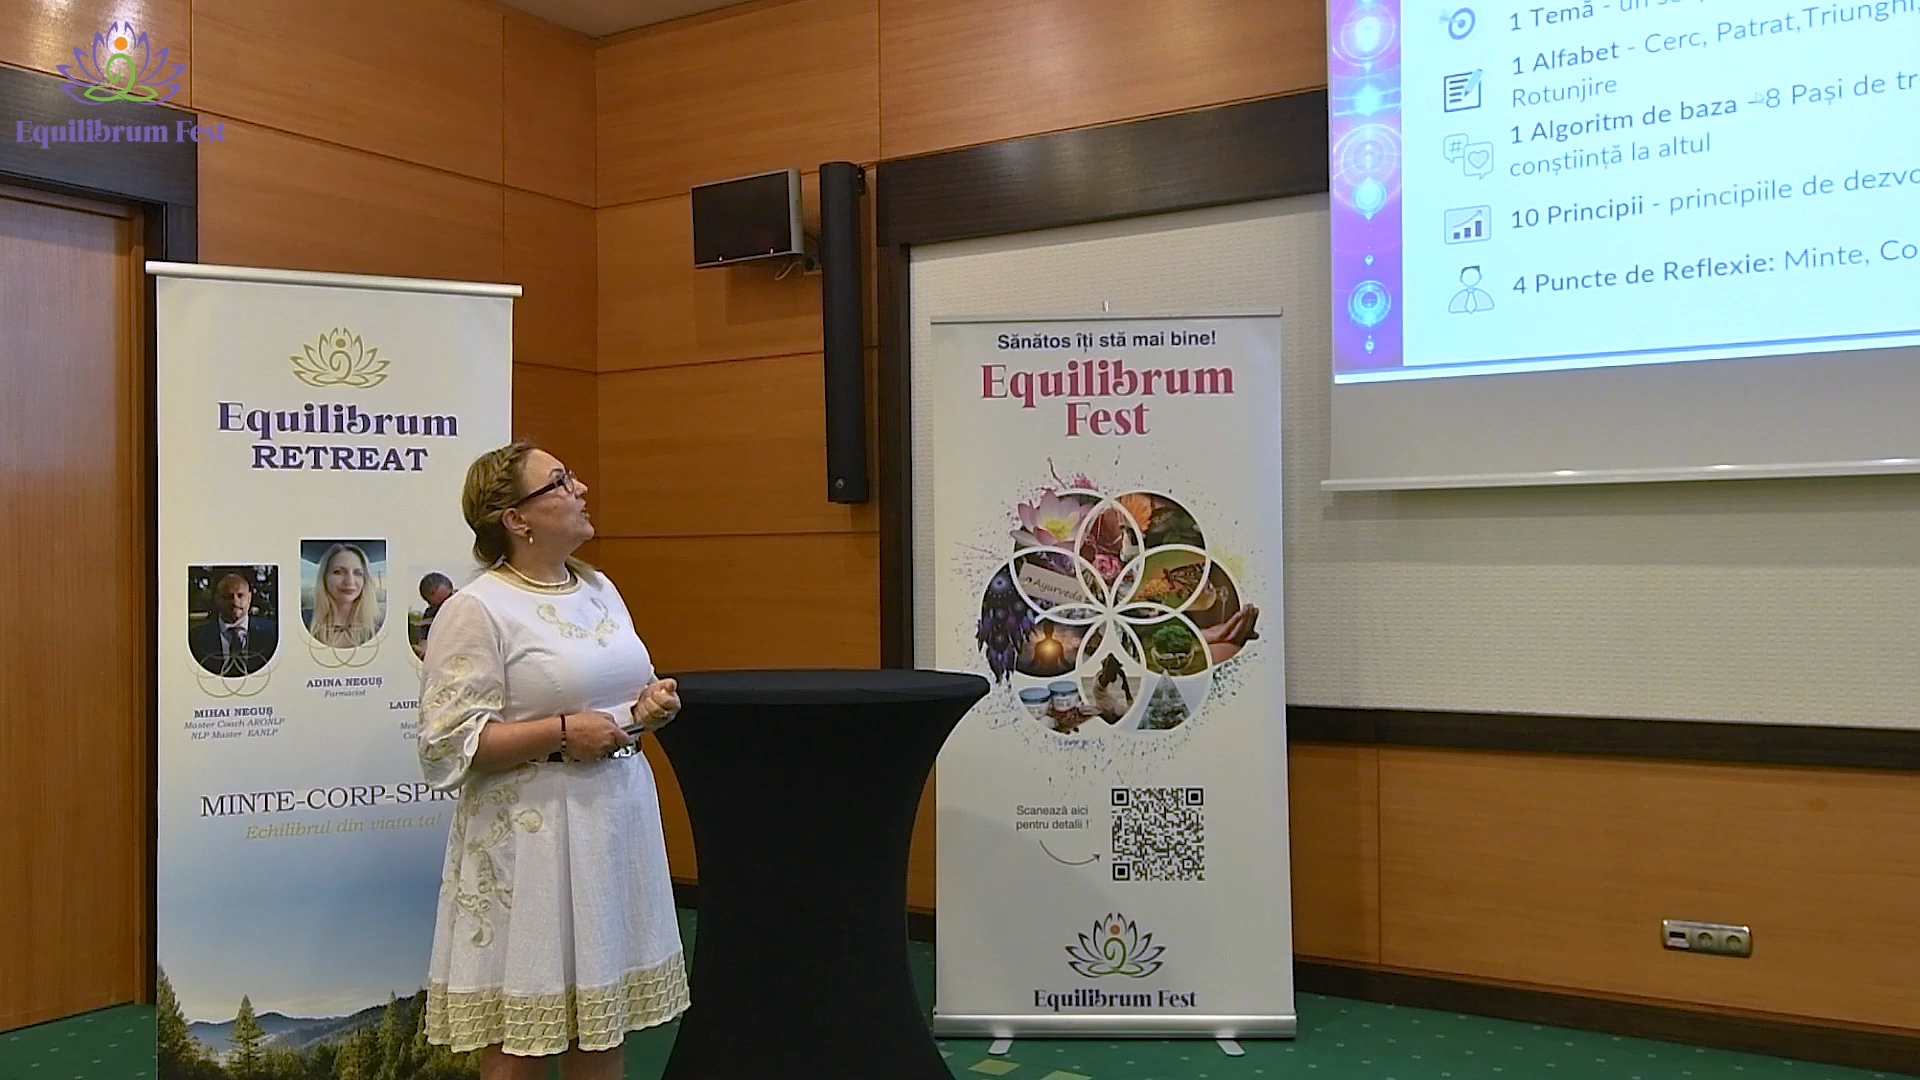 Equilibrum Fest
Equilibrum
RETREAT
MIHAI NEGUȘ
Master Coach ARONLP
NLP Master EANLP
ADINA NEGUȘ
Farmacist
LAUR
MINTE-CORP-SPIR
Echilibrul din viata ta!
Sănătos îți stă mai bine!
Equilibrum
Fest
Ayurveda
Scanează aici
pentru detalii !
Equilibrum Fest
1 Temă -
1 Alfabet - Cerc, Patrat,Triunghi,
Rotunjire
1 Algoritm de baza - 8 Pași de tr
conștiință la altul
10 Principii - principiile de dezvo
4 Puncte de Reflexie: Minte, Co